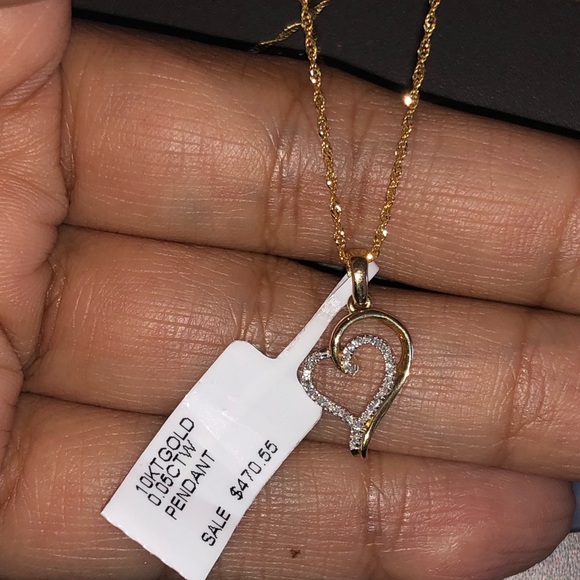 10KTGOLD
0.05CTW
PENDANT
SALE $470.55